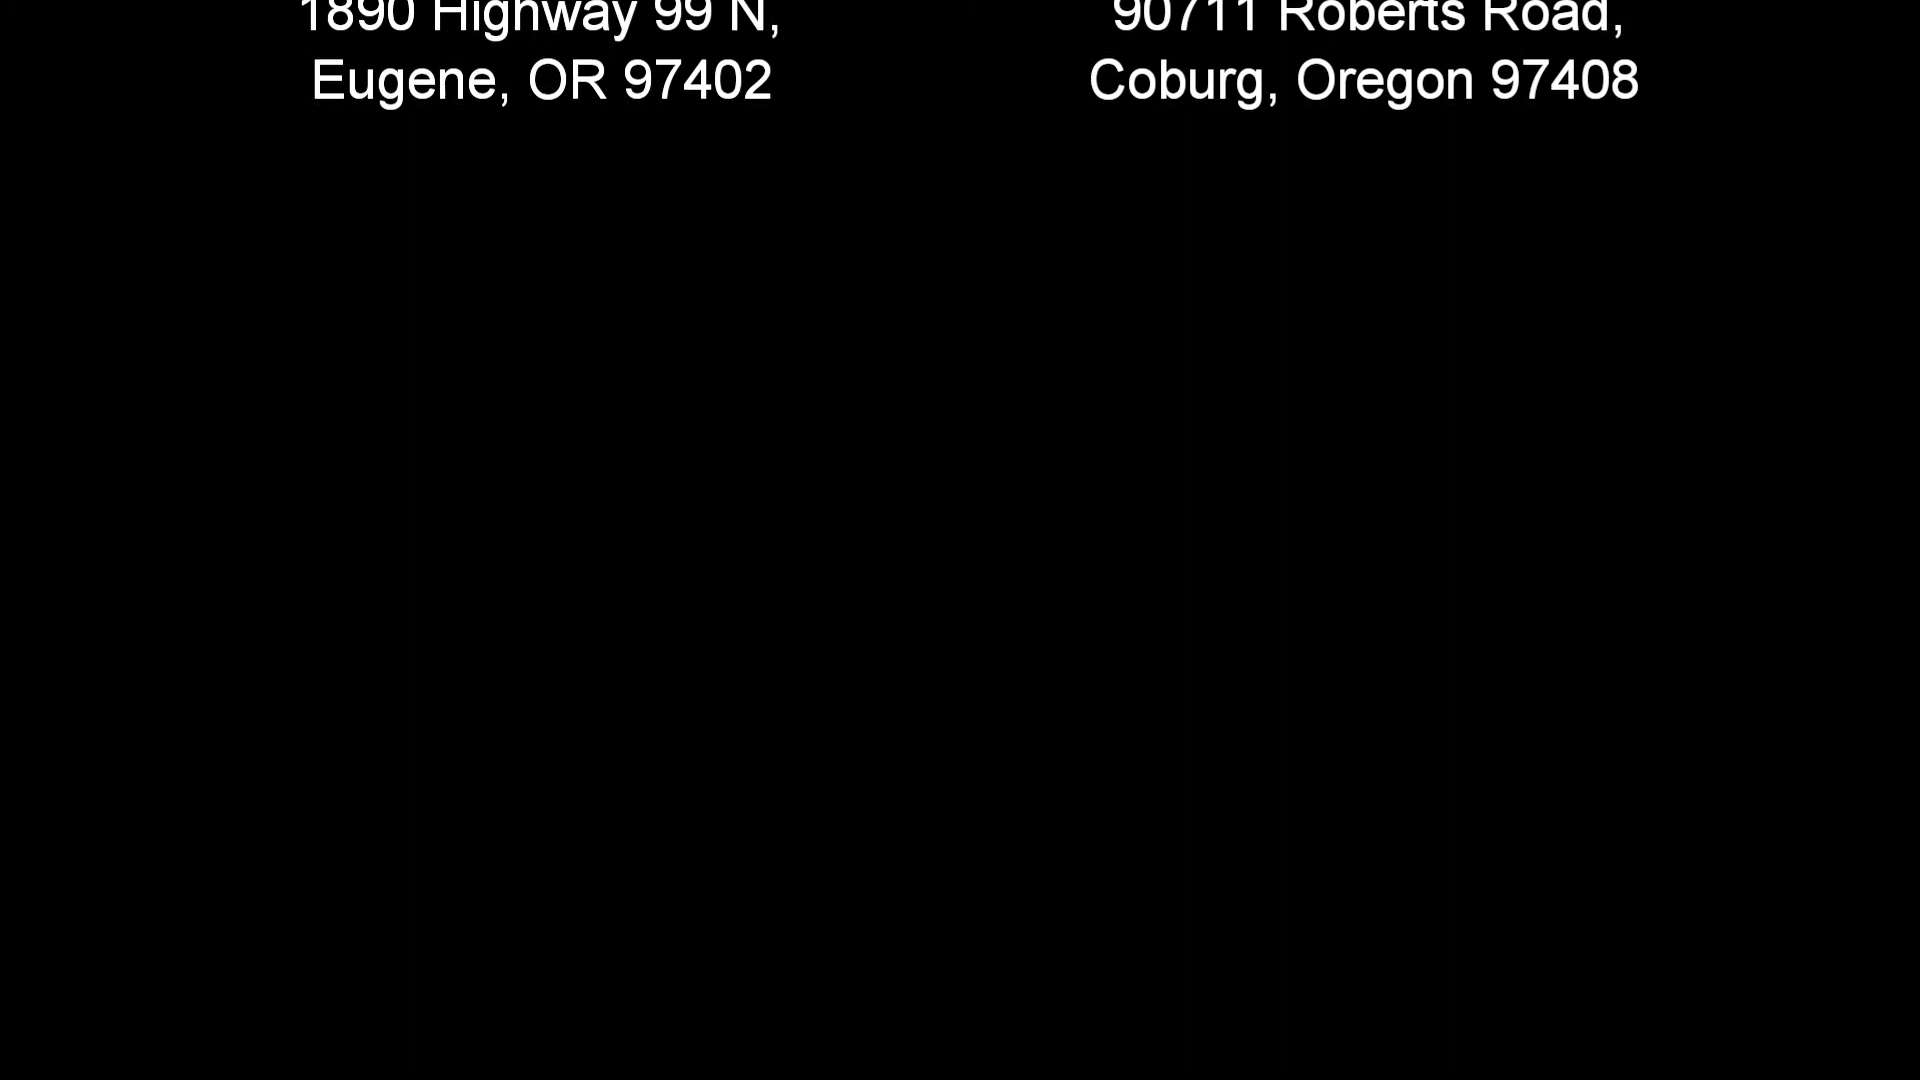 1890 Highway 99 N,
Eugene, OR 97402
90711 Roberts Road,
Coburg, Oregon 97408